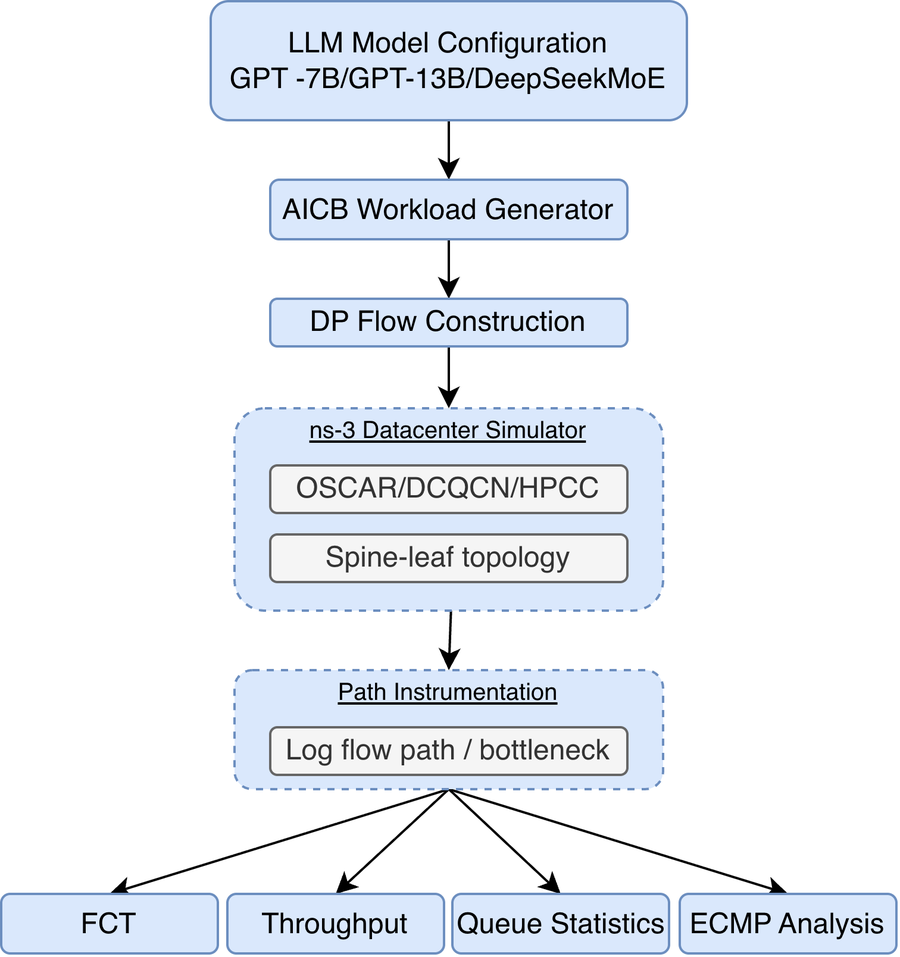 LLM Model Configuration
GPT -7B/GPT-13B/DeepSeekMoE
AICB Workload Generator
DP Flow Construction
ns-3 Datacenter Simulator
OSCAR/DCQCN/HPCC
Spine-leaf topology
Path Instrumentation
Log flow path / bottleneck
FCT
Throughput
Queue Statistics
ECMP Analysis